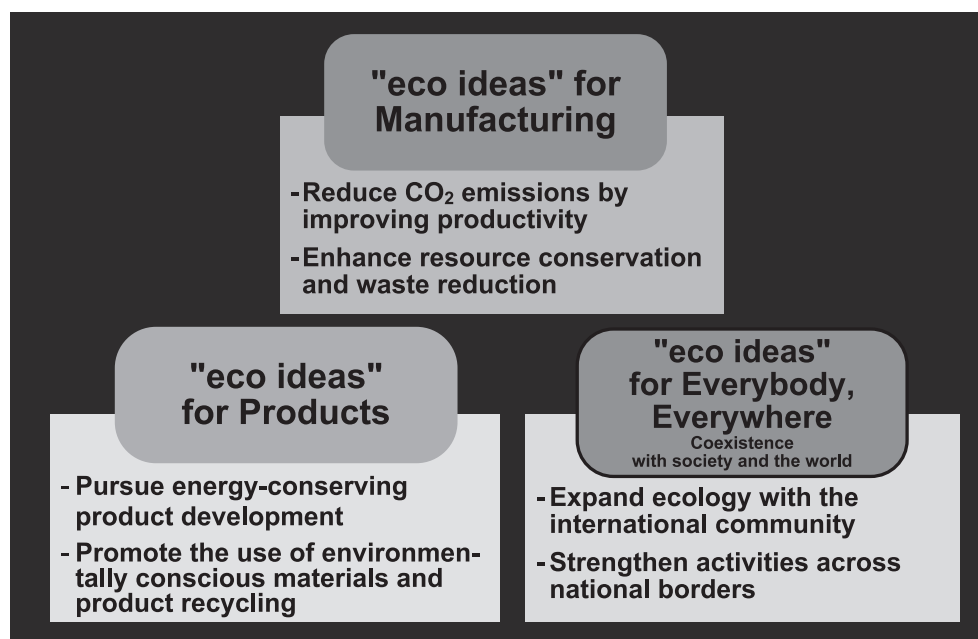 "eco ideas" for
Manufacturing
-Reduce CO₂ emissions by
improving productivity
-Enhance resource conservation
and waste reduction
"eco ideas"
for Products
- Pursue energy-conserving
product development
- Promote the use of environmen-
tally conscious materials and
product recycling
"eco ideas"
for Everybody,
Everywhere
Coexistence
with society and the world
-Expand ecology with the
international community
-Strengthen activities across
national borders